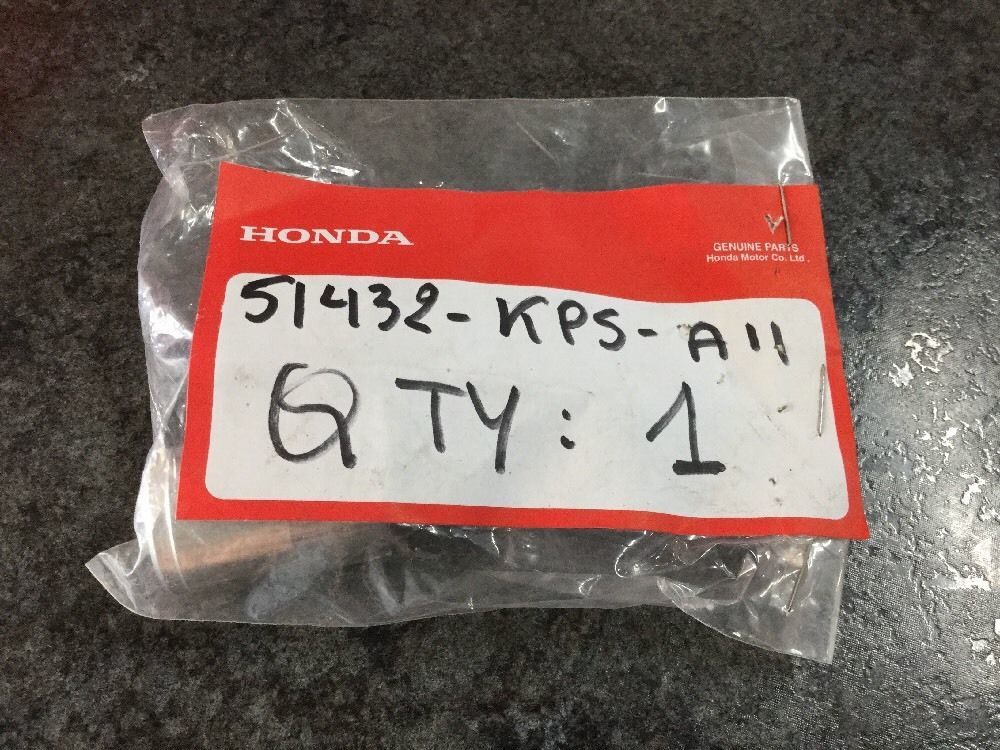 HONDA
GENUINE PARTS
Honda Motor Co. Ltd.
51432-KPS-A11
QTY: 1